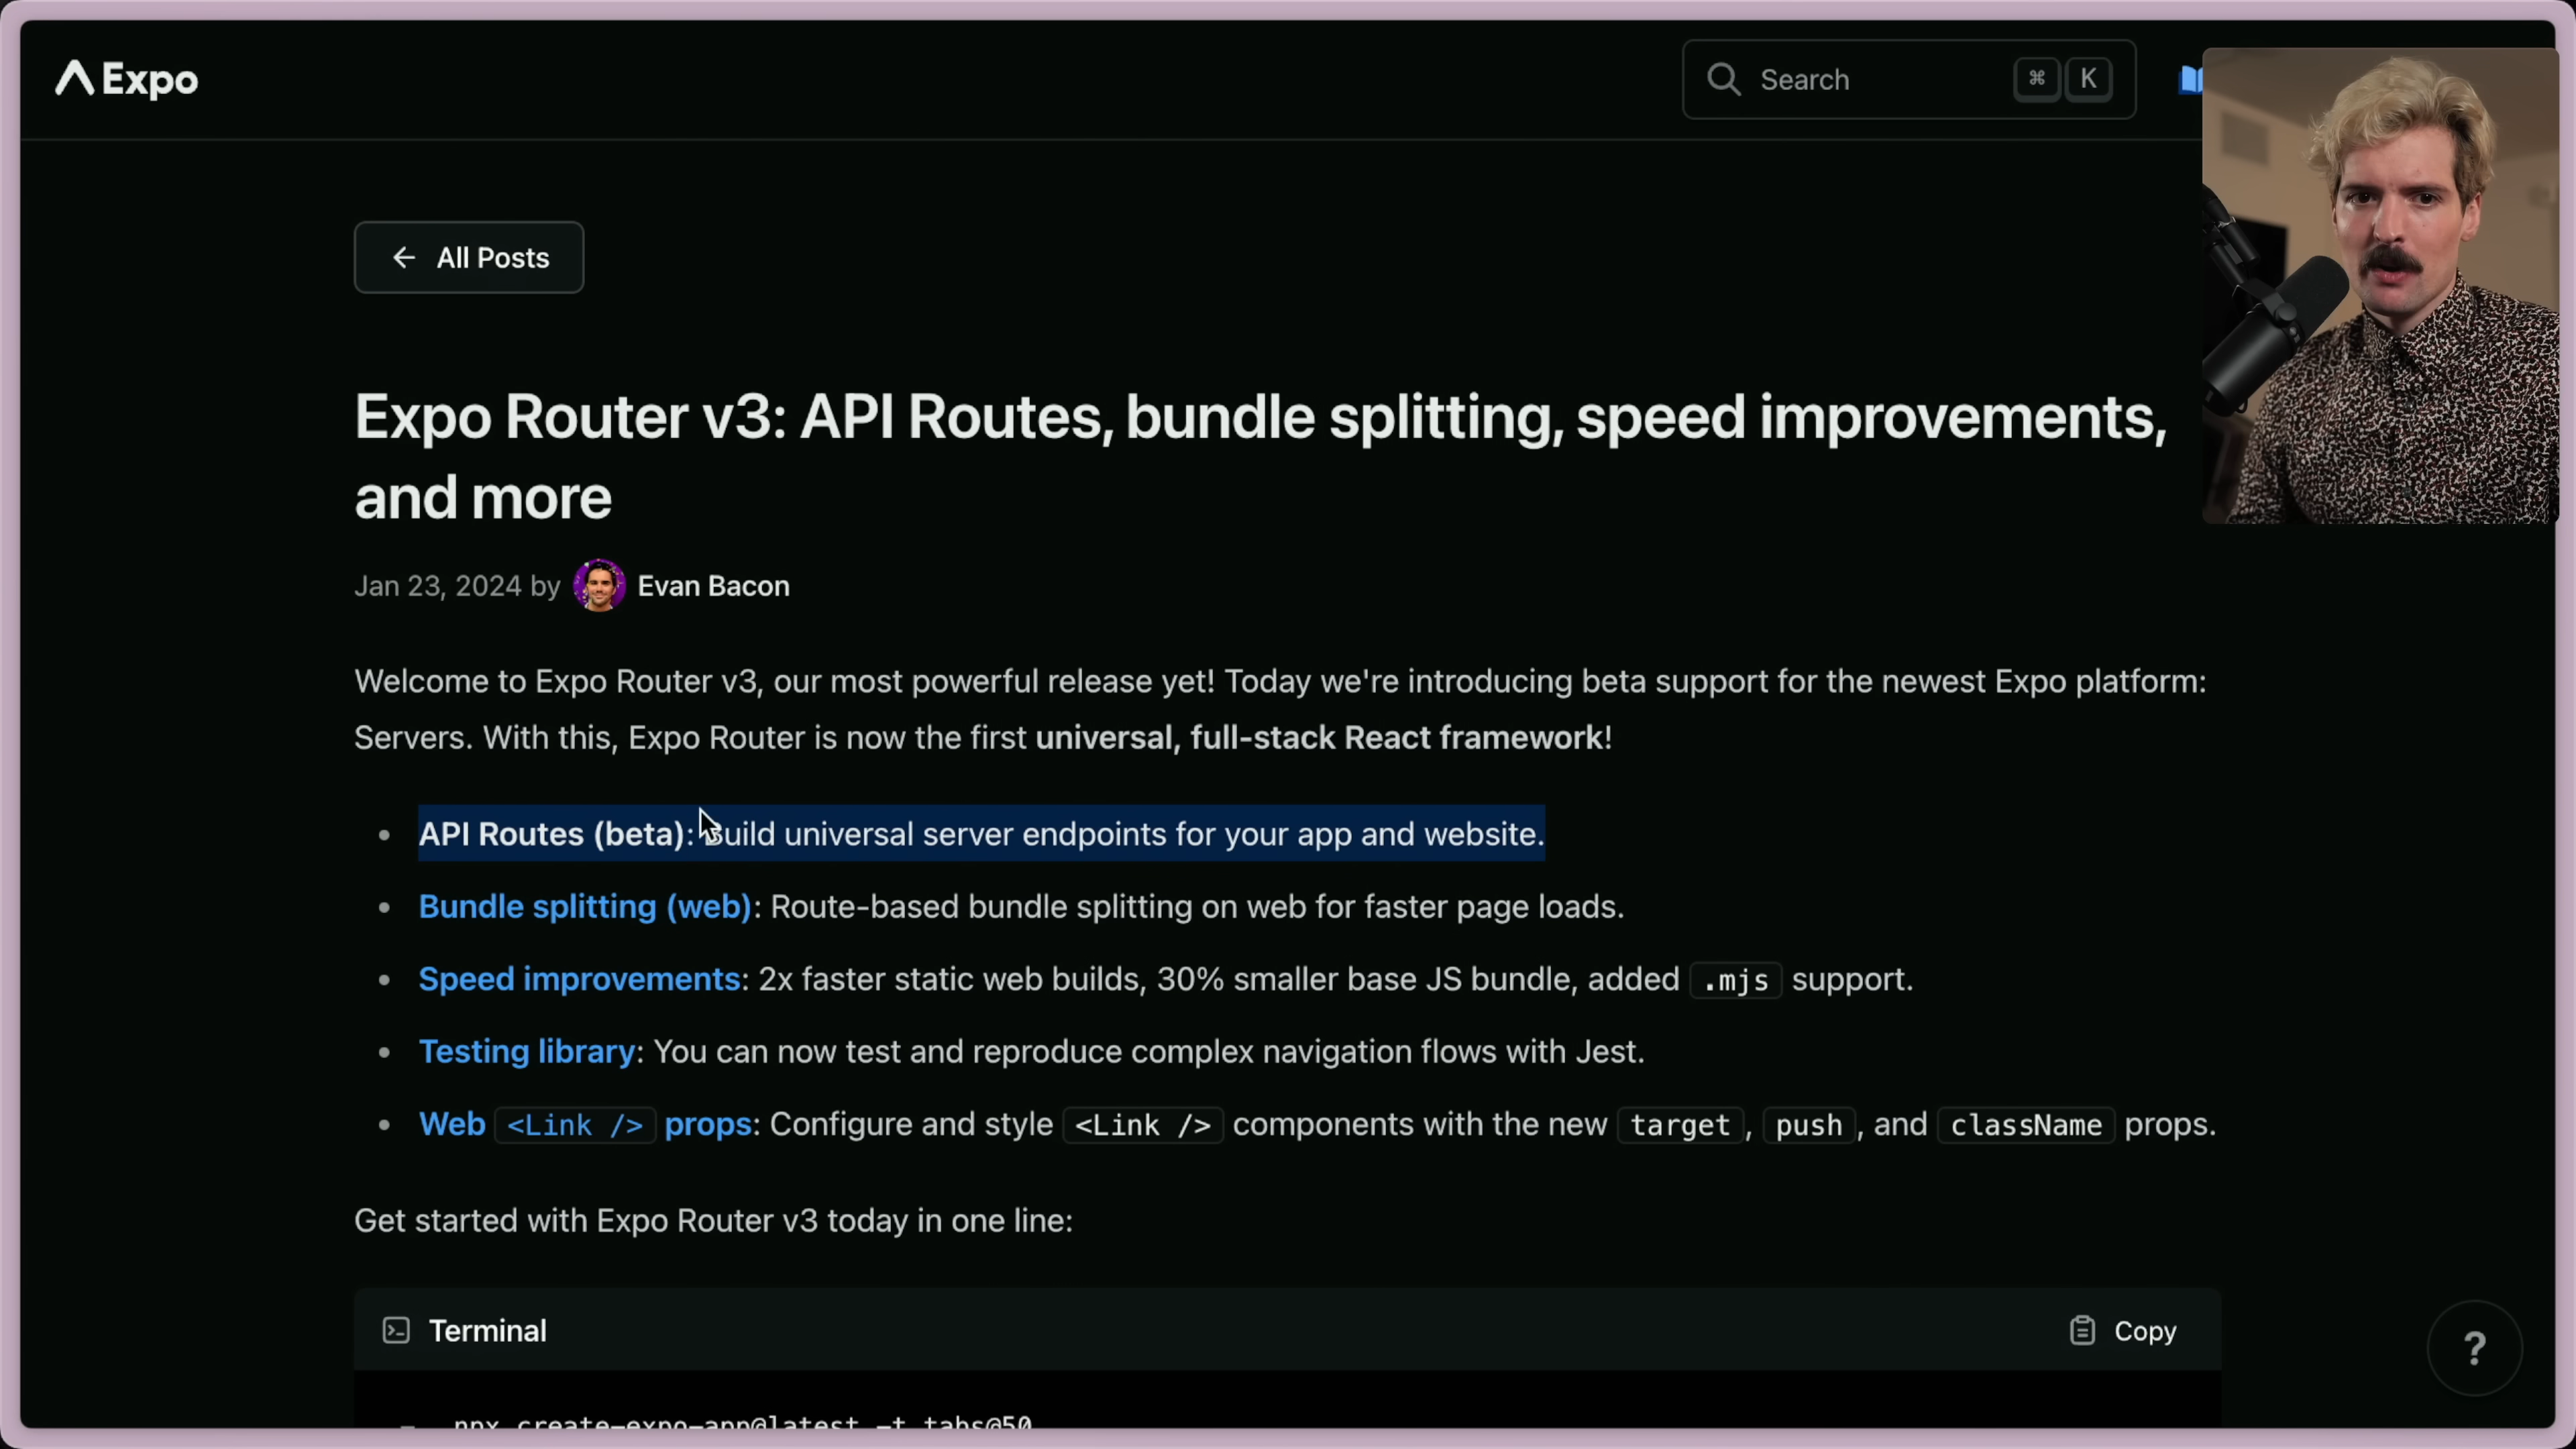 Expo
Search
⌘ K
All Posts
Expo Router v3: API Routes, bundle splitting, speed improvements,
and more
Jan 23, 2024 by Evan Bacon
Welcome to Expo Router v3, our most powerful release yet! Today we're introducing beta support for the newest Expo platform:
Servers. With this, Expo Router is now the first universal, full-stack React framework!
• API Routes (beta): Build universal server endpoints for your app and website.
• Bundle splitting (web): Route-based bundle splitting on web for faster page loads.
• Speed improvements: 2x faster static web builds, 30% smaller base JS bundle, added .mjs support.
• Testing library: You can now test and reproduce complex navigation flows with Jest.
• Web <Link /> props: Configure and style <Link /> components with the new target, push, and className props.
Get started with Expo Router v3 today in one line:
Terminal
Copy
?
npx create-expo-app@latest -t tabs@50